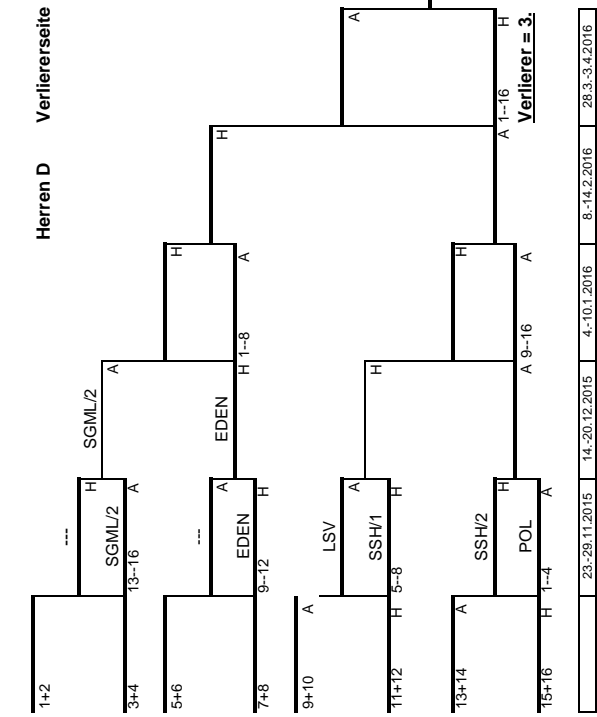 Herren D Verliererseite
1+2
---
H
SGML/2
A
13--16
3+4
SGML/2
A
H
5+6
---
A
EDEN
H
9--12
7+8
EDEN
H 1--8
A
H
9+10
A
LSV
A
SSH/1
H
5--8
H
11+12
H
H
13+14
A
SSH/2
H
POL
A
1--4
H
15+16
A 9--16
A
A 1--16
A
H
Verlierer = 3.
23.-29.11.2015
14.-20.12.2015
4.-10.1.2016
8.-14.2.2016
28.3.-3.4.2016